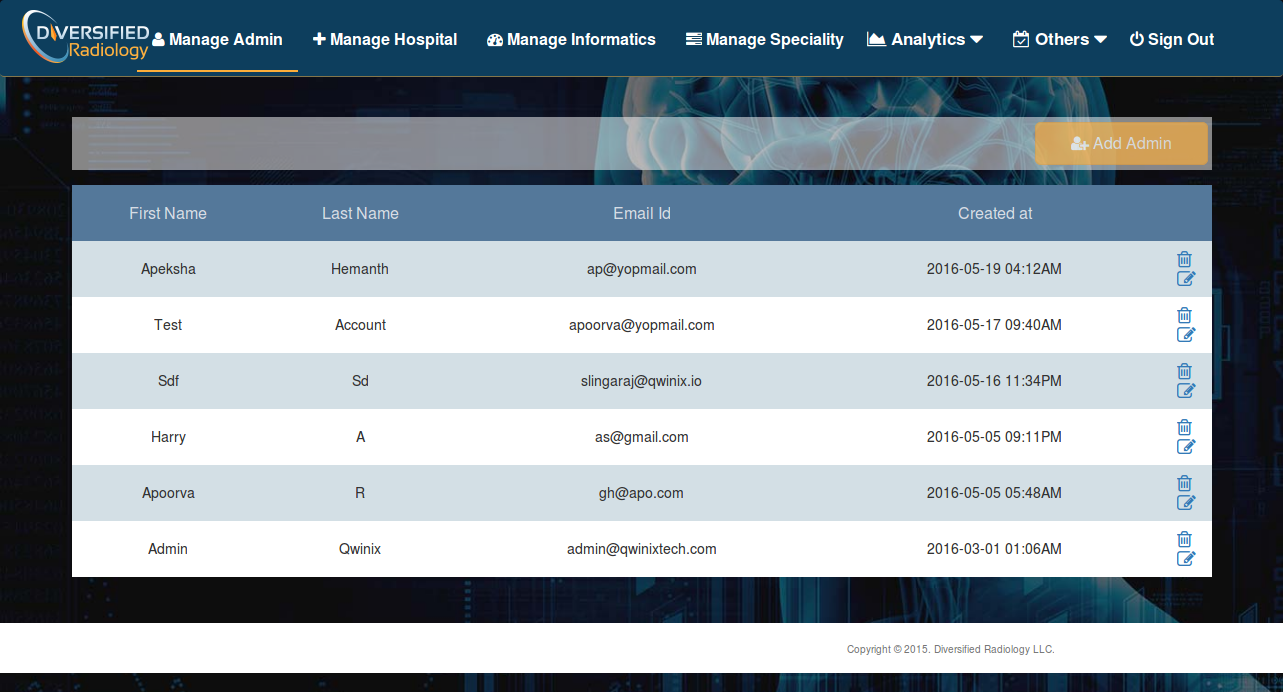 DIVERSIFIED
Radiology
Manage Admin Manage Hospital Manage Informatics Manage Speciality Analytics Others Sign Out
Add Admin
First Name Last Name Email Id Created at
Apeksha Hemanth ap@yopmail.com 2016-05-19 04:12AM
Test Account apoorva@yopmail.com 2016-05-17 09:40AM
Sdf Sd slingaraj@qwinix.io 2016-05-16 11:34PM
Harry A as@gmail.com 2016-05-05 09:11PM
Apoorva R gh@apo.com 2016-05-05 05:48AM
Admin Qwinix admin@qwinixtech.com 2016-03-01 01:06AM
Copyright © 2015. Diversified Radiology LLC.